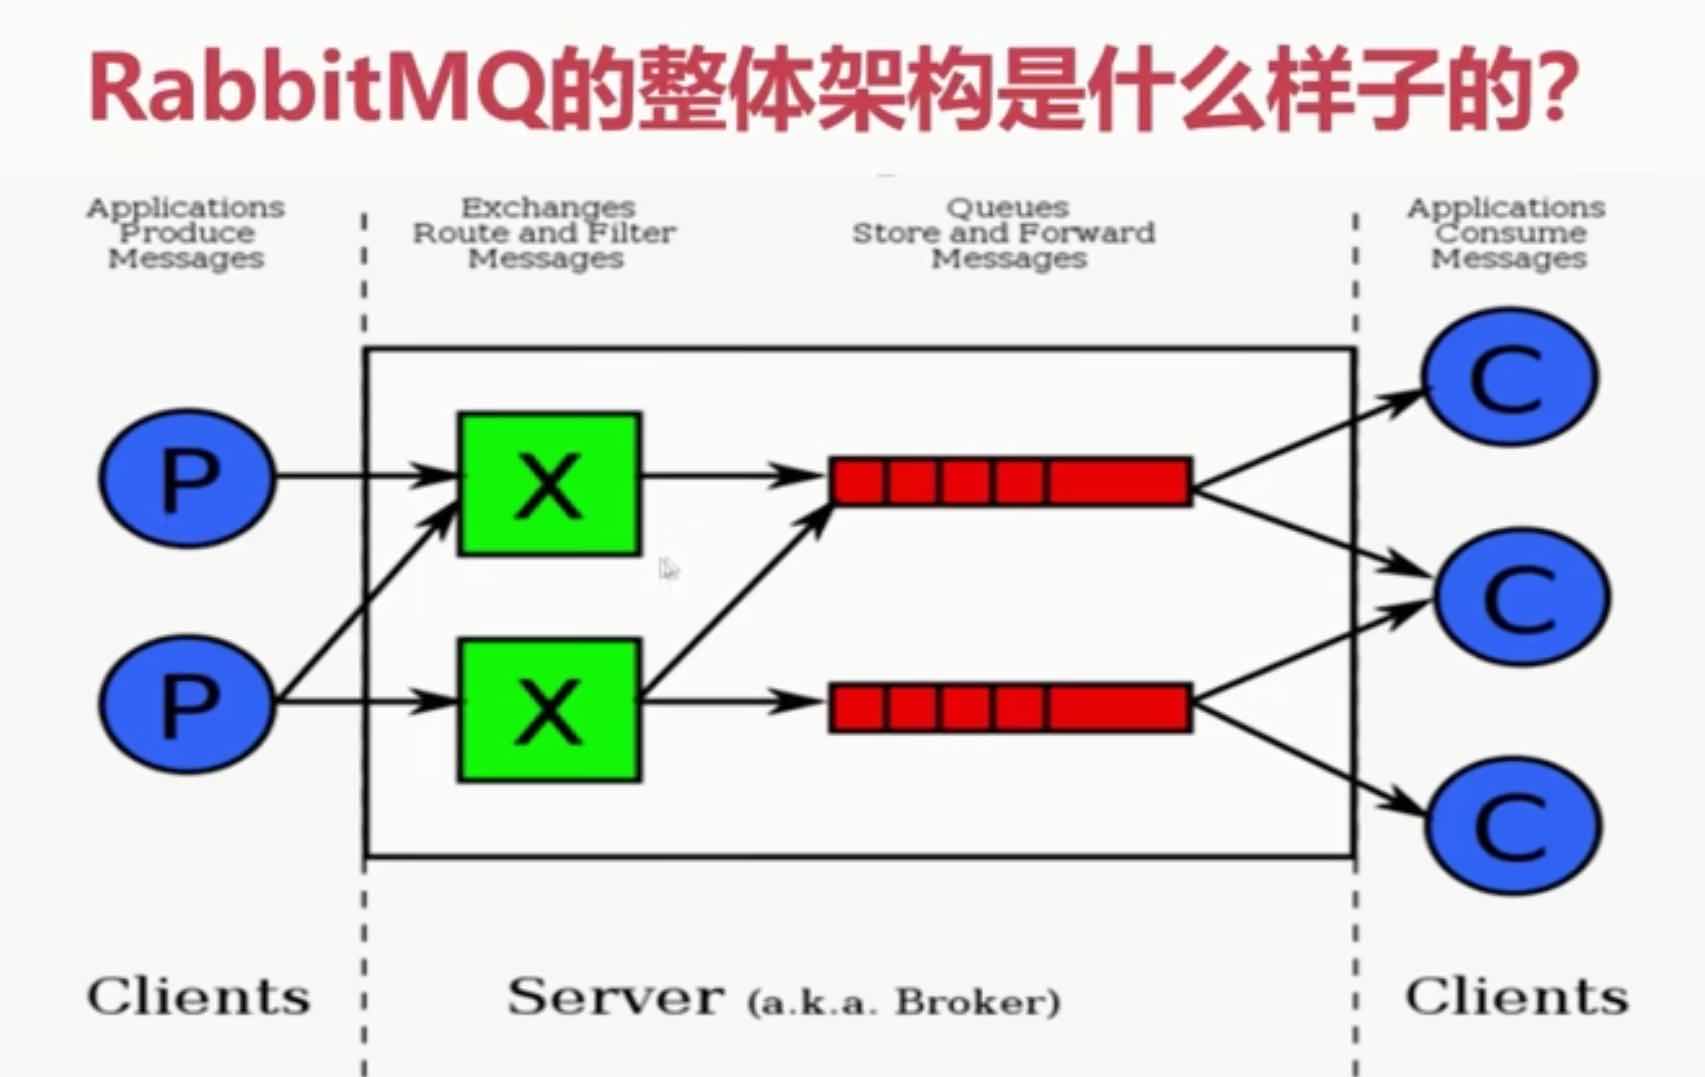 RabbitMQ的整体架构是什么样子的?
Applications
Produce
Messages
Exchanges
Route and Filter
Messages
Queues
Store and Forward
Messages
Applications
Consume
Messages
P
X
C
C
P
X
C
Clients
Server (a.k.a. Broker)
Clients